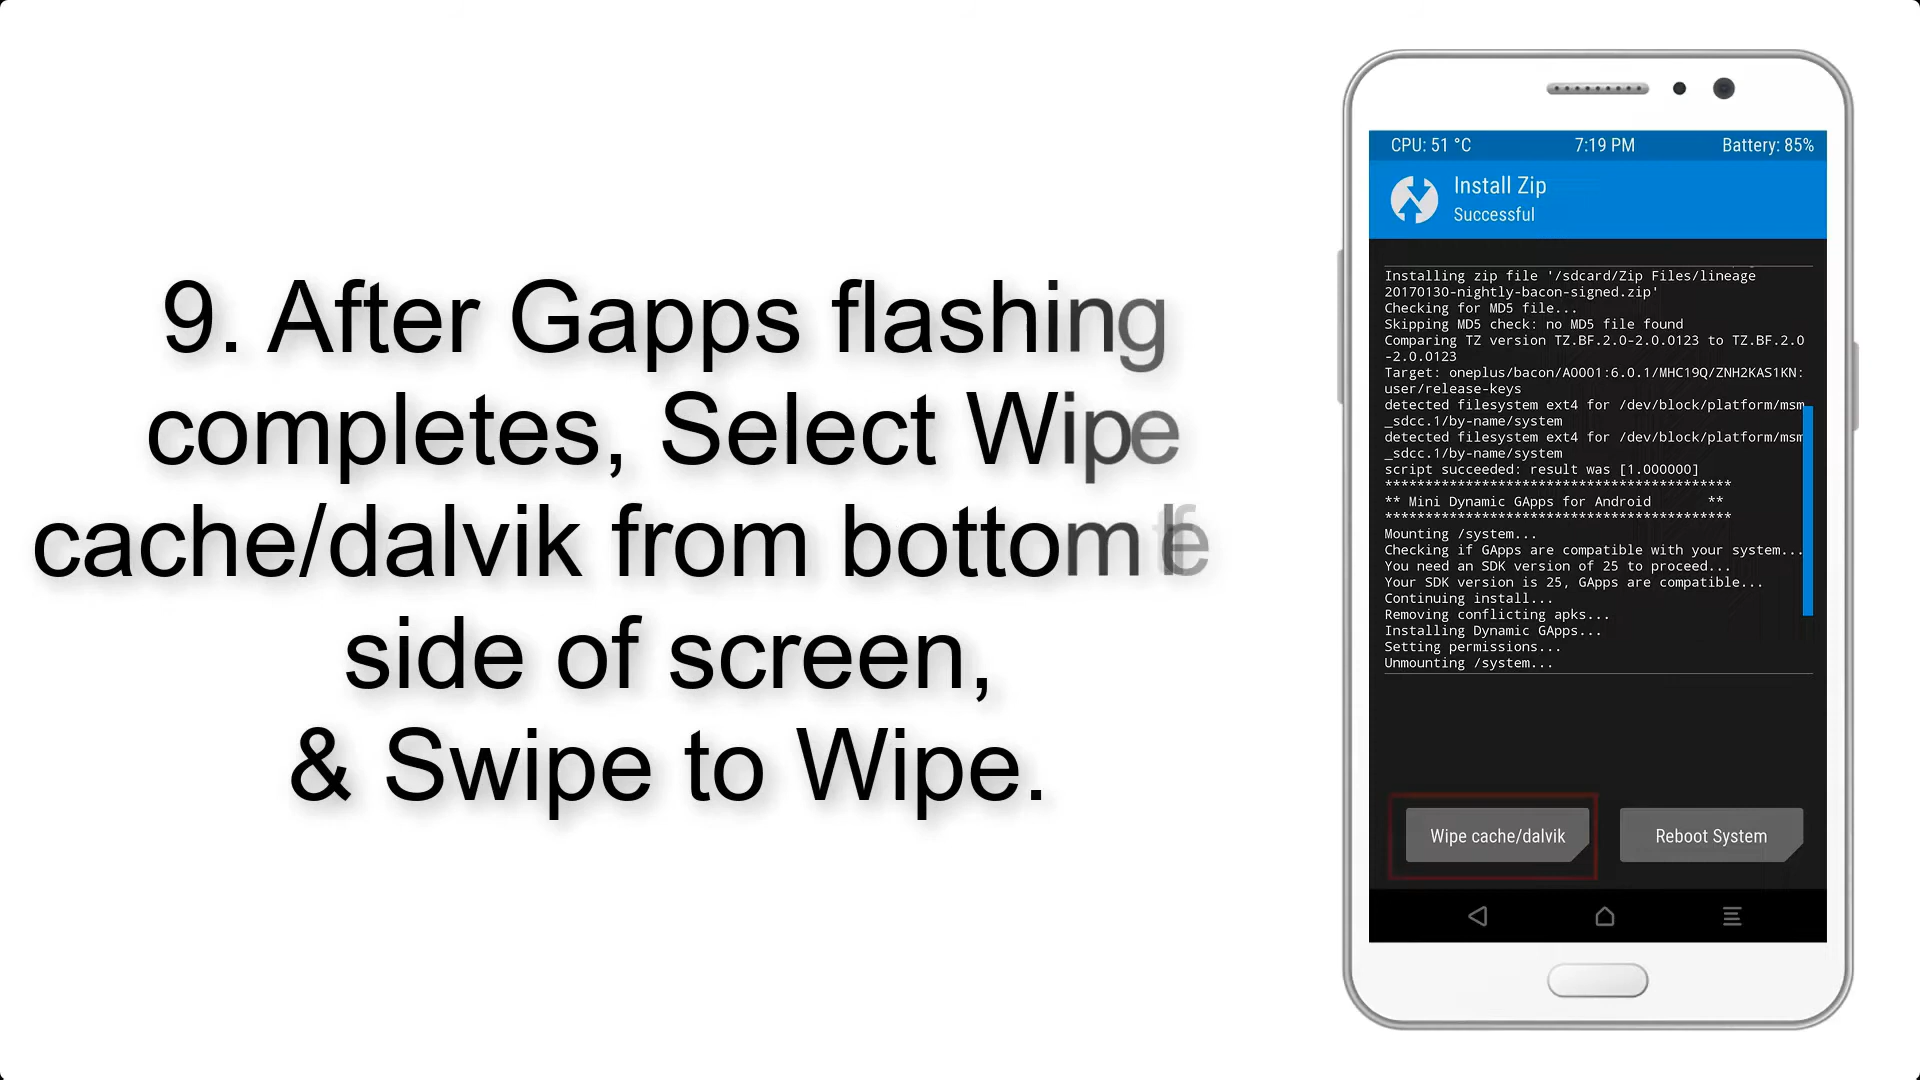 9. After Gapps flashing
completes, Select Wipe
cache/dalvik from bottom
side of screen,
& Swipe to Wipe.
CPU: 51 °C 7:19 PM Battery: 85%
Install Zip
Successful
Installing zip file '/sdcard/Zip Files/lineage
20170130-nightly-bacon-signed.zip'
Checking for MD5 file...
Skipping MD5 check: no MD5 file found
Comparing TZ version TZ.BF.2.0-2.0.0123 to TZ.BF.2.0
-2.0.0123
Target: oneplus/bacon/A0001:6.0.1/MHC19Q/ZNH2KAS1KN:
user/release-keys
detected filesystem ext4 for /dev/block/platform/msm
_sdcc.1/by-name/system
detected filesystem ext4 for /dev/block/platform/msm
_sdcc.1/by-name/system
script succeeded: result was [1.000000]
*******************************************
** Mini Dynamic GApps for Android **
*******************************************
Mounting /system...
Checking if GApps are compatible with your system...
You need an SDK version of 25 to proceed...
Your SDK version is 25, GApps are compatible...
Continuing install...
Removing conflicting apks...
Installing Dynamic GApps...
Setting permissions...
Unmounting /system...
Wipe cache/dalvik Reboot System